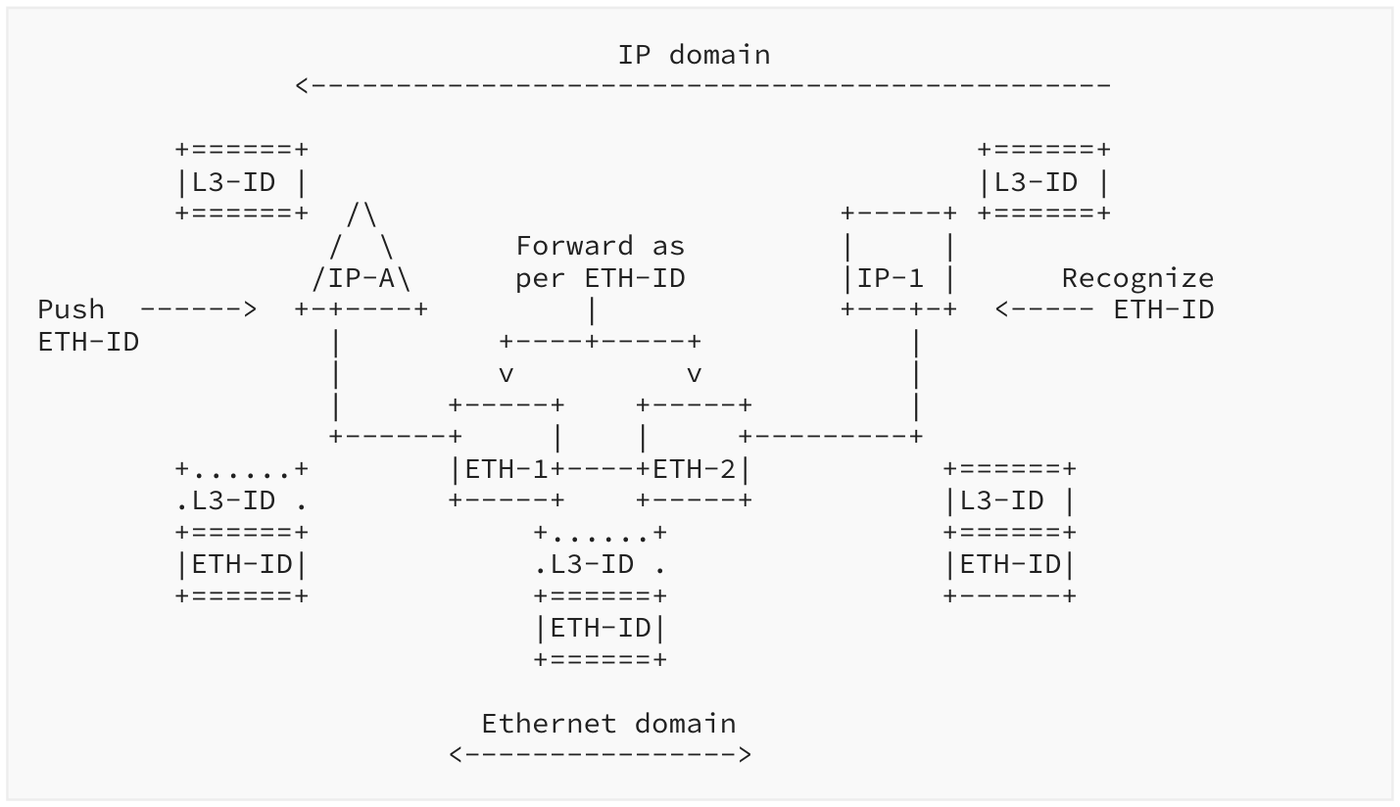 IP domain
               <-----------------------------------------------

        +======+                                       +======+
        |L3-ID |                                       |L3-ID |
        +======+  /\                           +-----+ +======+
                 /  \       Forward as         |     |
                /IP-A\      per ETH-ID         |IP-1 |      Recognize
Push  ------>  +-+----+         |              +---+-+  <----- ETH-ID
ETH-ID           |         +----+-----+            |
                 |         v          v            |
                 |      +-----+    +-----+         |
                 +------+     |    |     +---------+
        +......+        |ETH-1+----+ETH-2|           +======+
        .L3-ID .        +-----+    +-----+           |L3-ID |
        +======+             +......+                +======+
        |ETH-ID|             .L3-ID .                |ETH-ID|
        +======+             +======+                +------+
                             |ETH-ID|
                             +======+

                          Ethernet domain
                        <---------------->